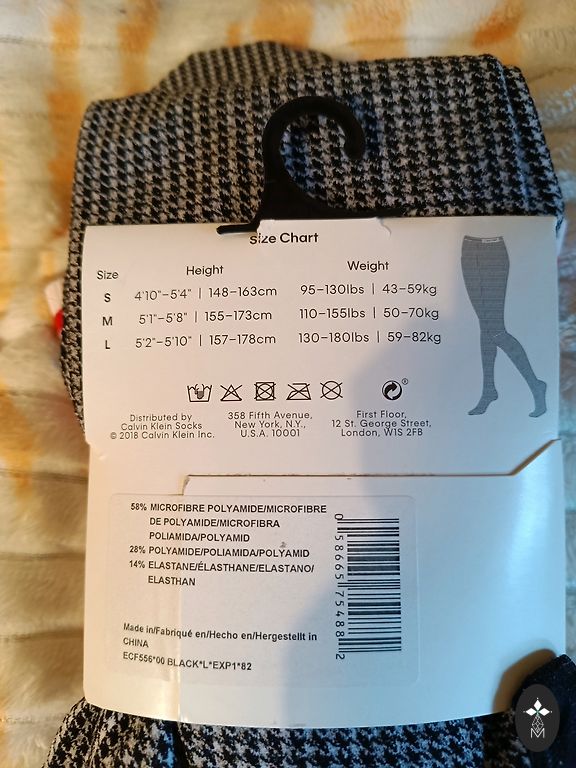 Size Chart
Size Height Weight
S 4'10"–5'4" | 148–163cm 95–130lbs | 43–59kg
M 5'1"–5'8" | 155–173cm 110–155lbs | 50–70kg
L 5'2"–5'10" | 157–178cm 130–180lbs | 59–82kg
Distributed by
Calvin Klein Socks
© 2018 Calvin Klein Inc.
358 Fifth Avenue,
New York, N.Y.,
U.S.A. 10001
First Floor,
12 St. George Street,
London, W1S 2FB
58% MICROFIBRE POLYAMIDE/MICROFIBRE
DE POLYAMIDE/MICROFIBRA
POLIAMIDA/POLYAMID
28% POLYAMIDE/POLIAMIDA/POLYAMID
14% ELASTANE/ÉLASTHANE/ELASTANO/
ELASTHAN
Made in/Fabriqué en/Hecho en/Hergestellt in
CHINA
ECF556*00 BLACK*L*EXP1*82
0 58665 75488 2
M